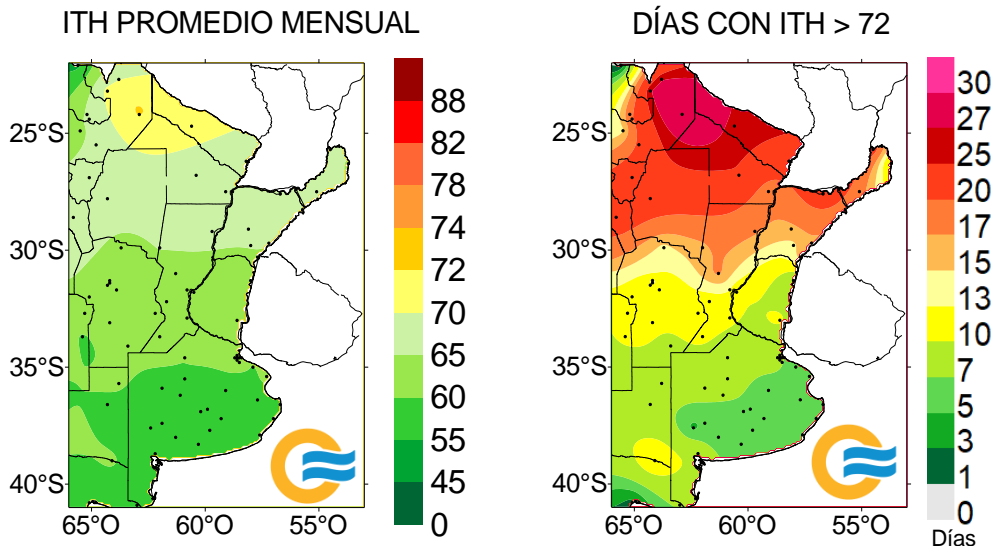 ITH PROMEDIO MENSUAL
DÍAS CON ITH > 72
25°S
30°S
35°S
40°S
65°O
60°O
55°O
88
82
78
74
72
70
65
60
55
45
0
25°S
30°S
35°S
40°S
65°O
60°O
55°O
30
27
25
20
17
15
13
10
7
5
3
1
0
Días